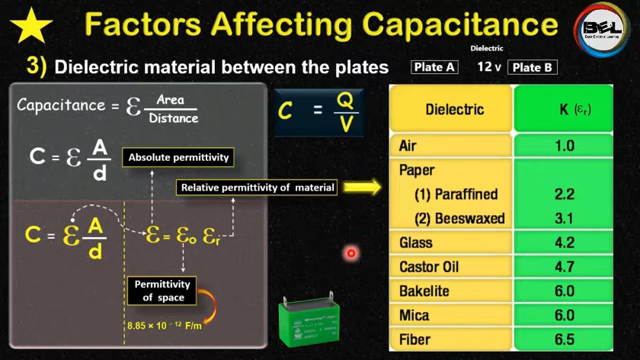 Factors Affecting Capacitance
BEL
Dielectric
3) Dielectric material between the plates
Plate A 12 v Plate B
Capacitance = ε Area / Distance
C = Q / V
C = ε A / d
Absolute permittivity
Relative permittivity of material
C = ε A / d
ε = ε₀ εᵣ
Permittivity
of space
8.85 × 10⁻¹² F/m
Dielectric K (εᵣ)
Air 1.0
Paper
(1) Paraffined 2.2
(2) Beeswaxed 3.1
Glass 4.2
Castor Oil 4.7
Bakelite 6.0
Mica 6.0
Fiber 6.5